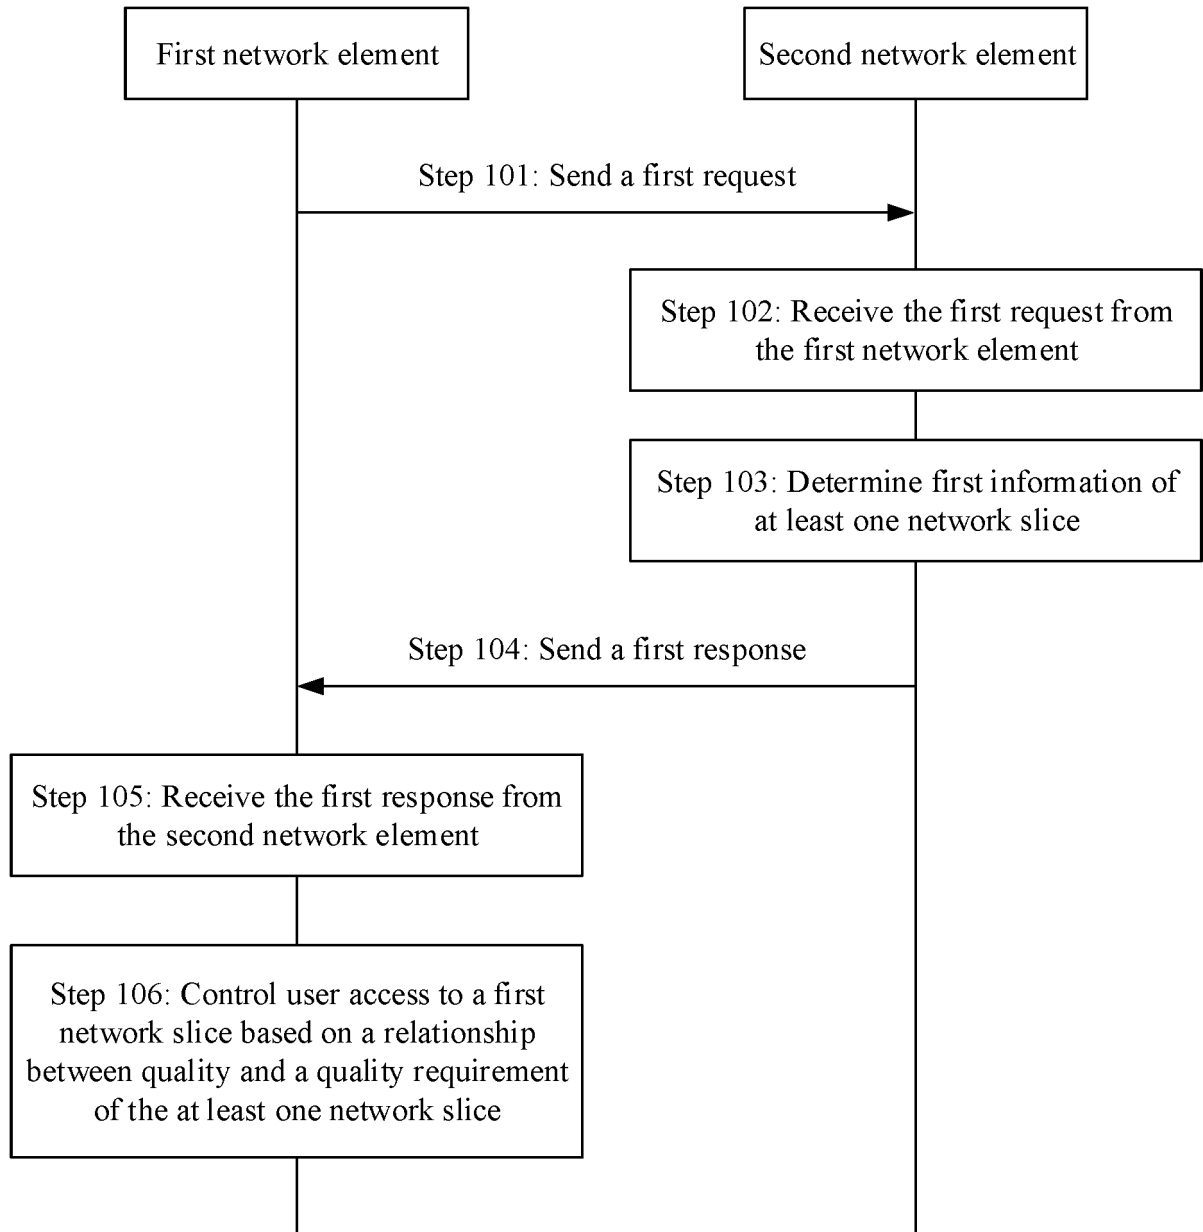 First network element
Second network element
Step 101: Send a first request
Step 102: Receive the first request from
the first network element
Step 103: Determine first information of
at least one network slice
Step 104: Send a first response
Step 105: Receive the first response from
the second network element
Step 106: Control user access to a first
network slice based on a relationship
between quality and a quality requirement
of the at least one network slice